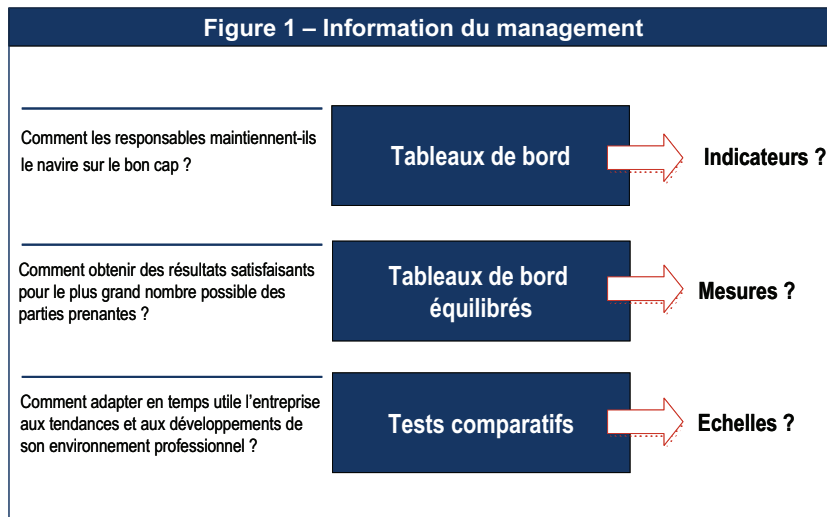 Figure 1 – Information du management
Comment les responsables maintiennent-ils
le navire sur le bon cap ?
Tableaux de bord
Indicateurs ?
Comment obtenir des résultats satisfaisants
pour le plus grand nombre possible des
parties prenantes ?
Tableaux de bord
équilibrés
Mesures ?
Comment adapter en temps utile l’entreprise
aux tendances et aux développements de
son environnement professionnel ?
Tests comparatifs
Echelles ?